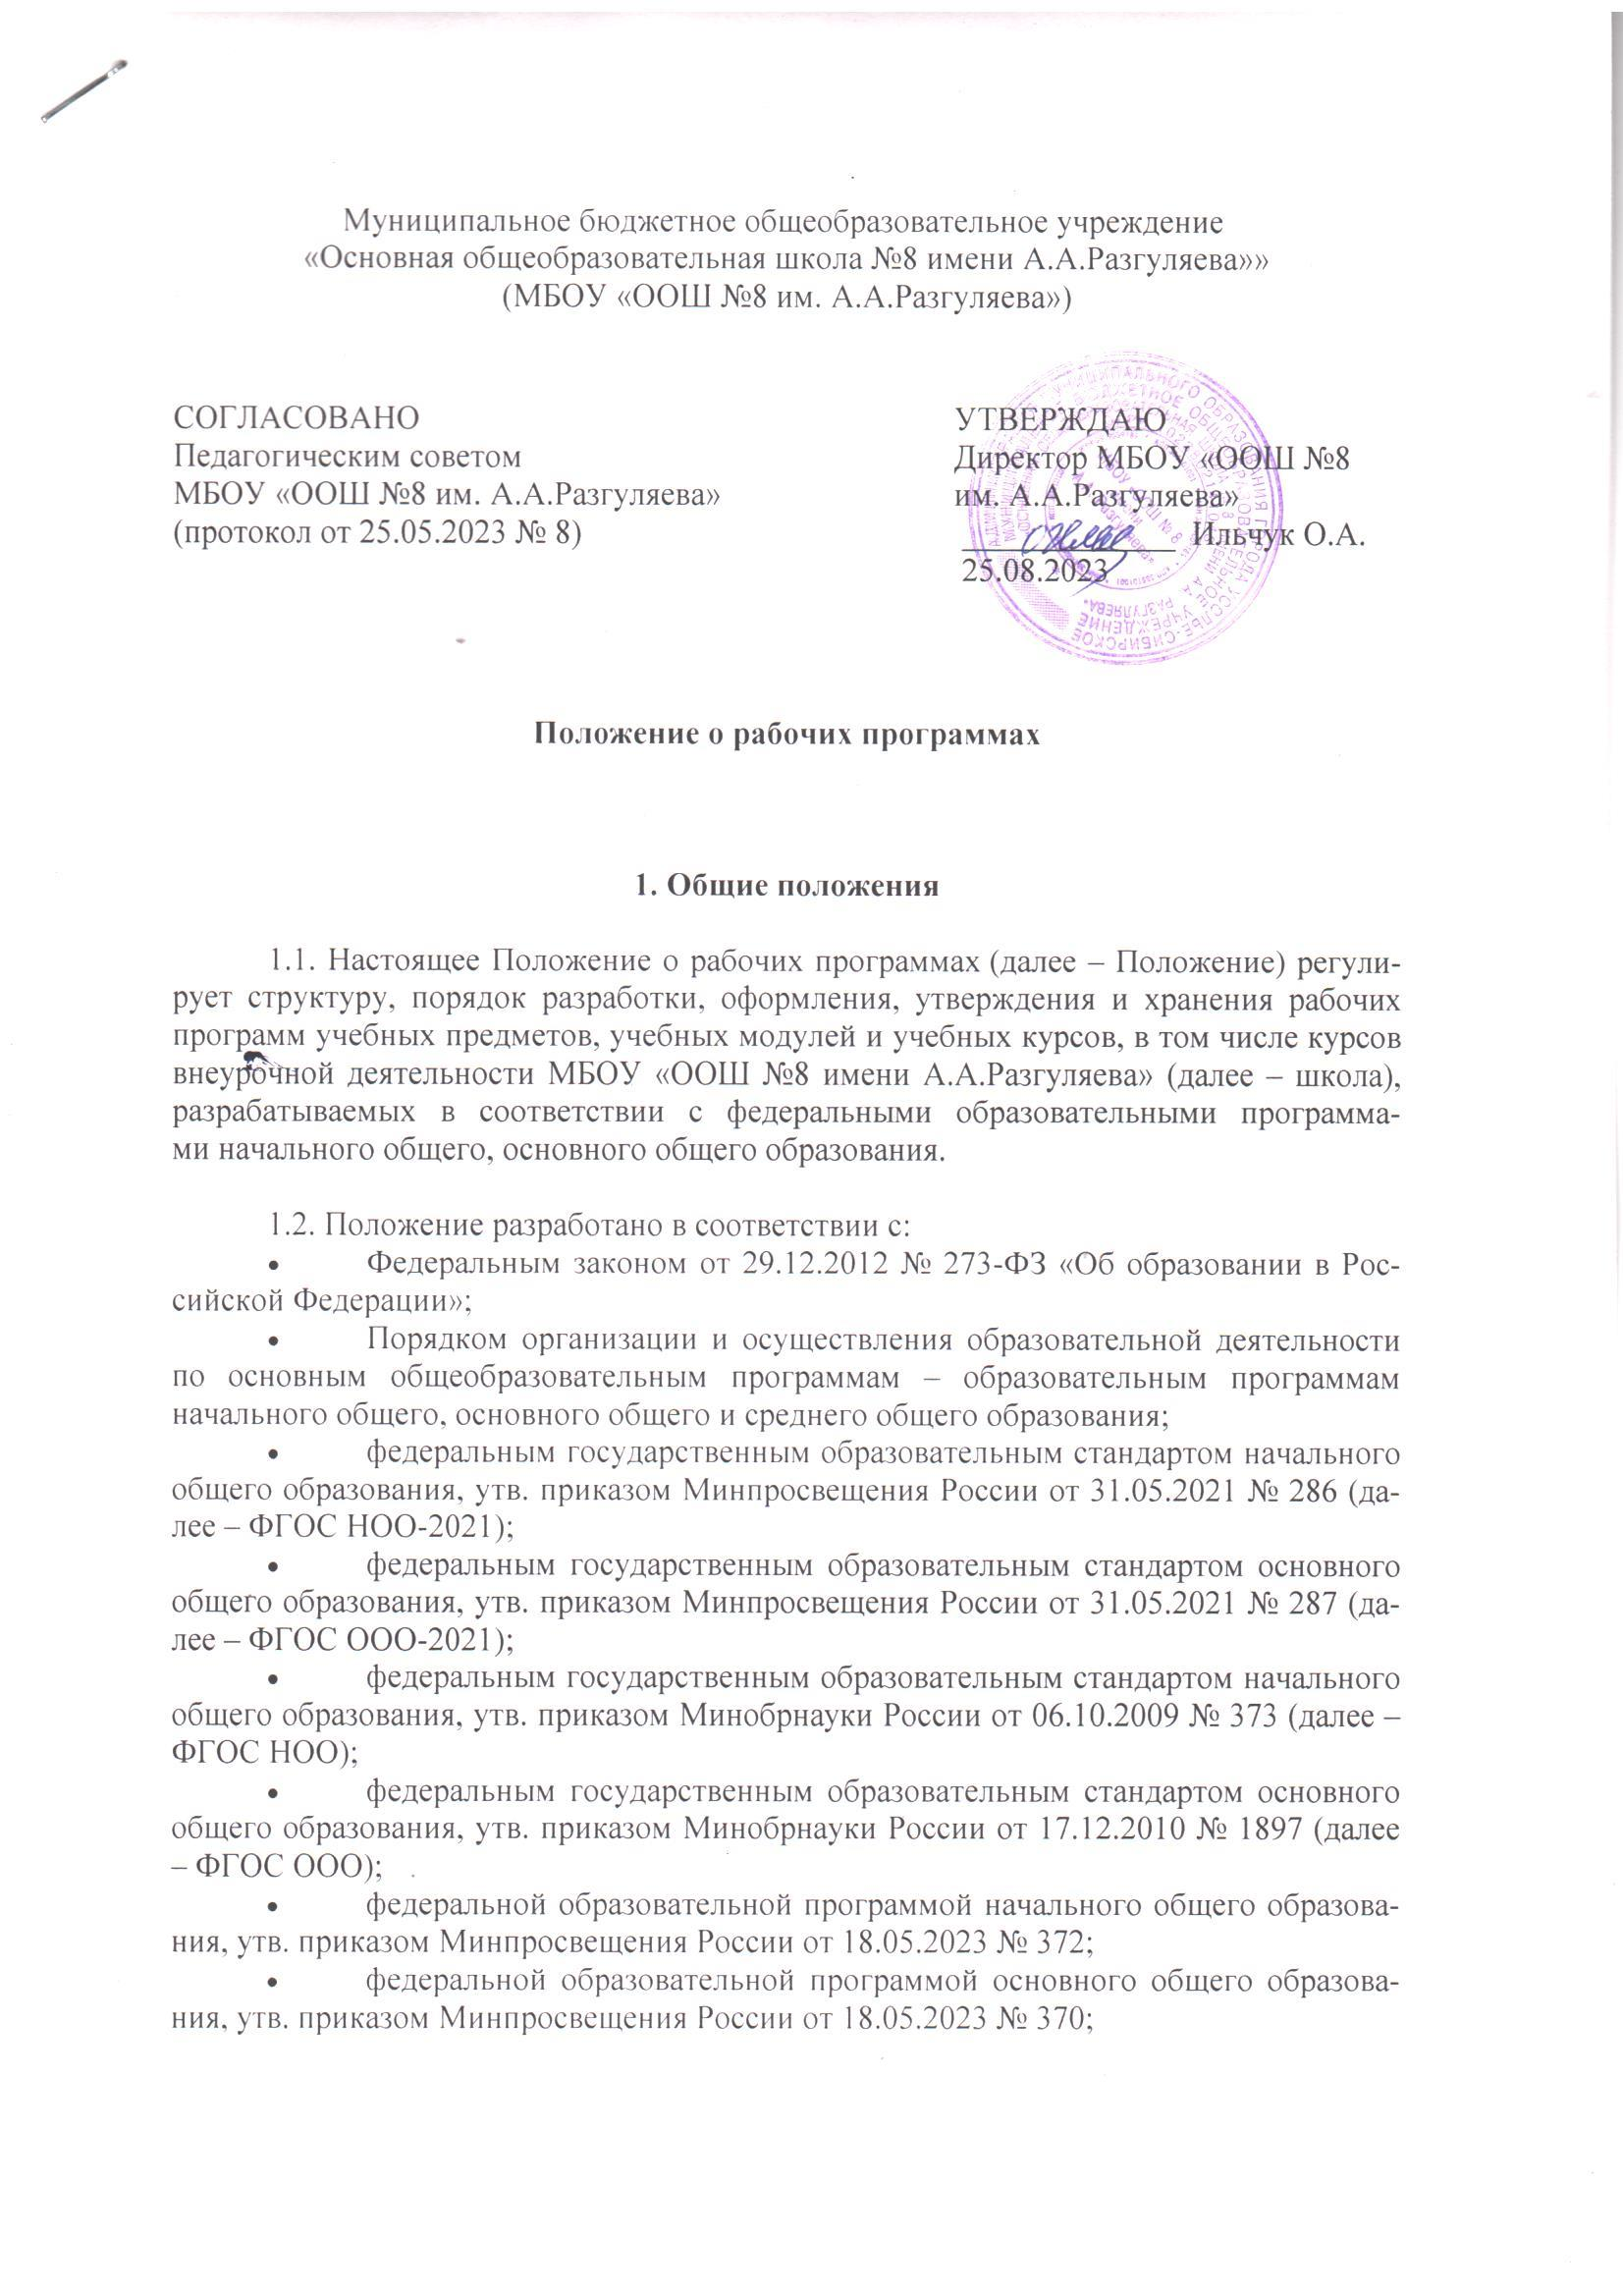 Муниципальное бюджетное общеобразовательное учреждение
«Основная общеобразовательная школа №8 имени А.А.Разгуляева»»
(МБОУ «ООШ №8 им. А.А.Разгуляева»)
СОГЛАСОВАНО
Педагогическим советом
МБОУ «ООШ №8 им. А.А.Разгуляева»
(протокол от 25.05.2023 № 8)
УТВЕРЖДАЮ
Директор МБОУ «ООШ №8
им. А.А.Разгуляева»
Ильчук О.А.
25.08.2023
Положение о рабочих программах
1. Общие положения
1.1. Настоящее Положение о рабочих программах (далее – Положение) регули-
рует структуру, порядок разработки, оформления, утверждения и хранения рабочих
программ учебных предметов, учебных модулей и учебных курсов, в том числе курсов
внеурочной деятельности МБОУ «ООШ №8 имени А.А.Разгуляева» (далее – школа),
разрабатываемых в соответствии с федеральными образовательными программа-
ми начального общего, основного общего образования.
1.2. Положение разработано в соответствии с:
• Федеральным законом от 29.12.2012 № 273-ФЗ «Об образовании в Рос-
сийской Федерации»;
• Порядком организации и осуществления образовательной деятельности
по основным общеобразовательным программам – образовательным программам
начального общего, основного общего и среднего общего образования;
• федеральным государственным образовательным стандартом начального
общего образования, утв. приказом Минпросвещения России от 31.05.2021 № 286 (да-
лее – ФГОС НОО-2021);
• федеральным государственным образовательным стандартом основного
общего образования, утв. приказом Минпросвещения России от 31.05.2021 № 287 (да-
лее – ФГОС ООО-2021);
• федеральным государственным образовательным стандартом начального
общего образования, утв. приказом Минобрнауки России от 06.10.2009 № 373 (далее –
ФГОС НОО);
• федеральным государственным образовательным стандартом основного
общего образования, утв. приказом Минобрнауки России от 17.12.2010 № 1897 (далее
– ФГОС ООО);
• федеральной образовательной программой начального общего образова-
ния, утв. приказом Минпросвещения России от 18.05.2023 № 372;
• федеральной образовательной программой основного общего образова-
ния, утв. приказом Минпросвещения России от 18.05.2023 № 370;